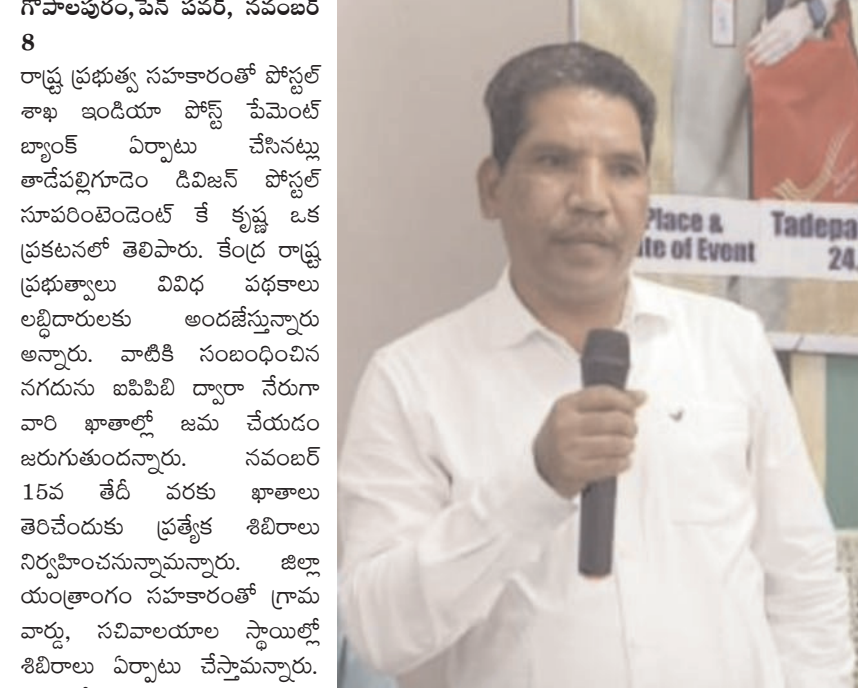 గోపాలపురం,పెన్ పవర్, నవంబర్
8
రాష్ట్ర ప్రభుత్వ సహకారంతో పోస్టల్
శాఖ ఇండియా పోస్ట్ పేమెంట్
బ్యాంక్ ఏర్పాటు చేసినట్లు
తాడేపల్లిగూడెం డివిజన్ పోస్టల్
సూపరింటెండెంట్ కే కృష్ణ ఒక
ప్రకటనలో తెలిపారు. కేంద్ర రాష్ట్ర
ప్రభుత్వాలు వివిధ పథకాలు
లబ్ధిదారులకు అందజేస్తున్నారు
అన్నారు. వాటికి సంబంధించిన
నగదును ఐపిపిబి ద్వారా నేరుగా
వారి ఖాతాల్లో జమ చేయడం
జరుగుతుందన్నారు. నవంబర్
15వ తేదీ వరకు ఖాతాలు
తెరిచేందుకు ప్రత్యేక శిబిరాలు
నిర్వహించనున్నామన్నారు. జిల్లా
యంత్రాంగం సహకారంతో గ్రామ
వార్డు, సచివాలయాల స్థాయిల్లో
శిబిరాలు ఏర్పాటు చేస్తామన్నారు.
Place & Tadepa
te of Event 24.